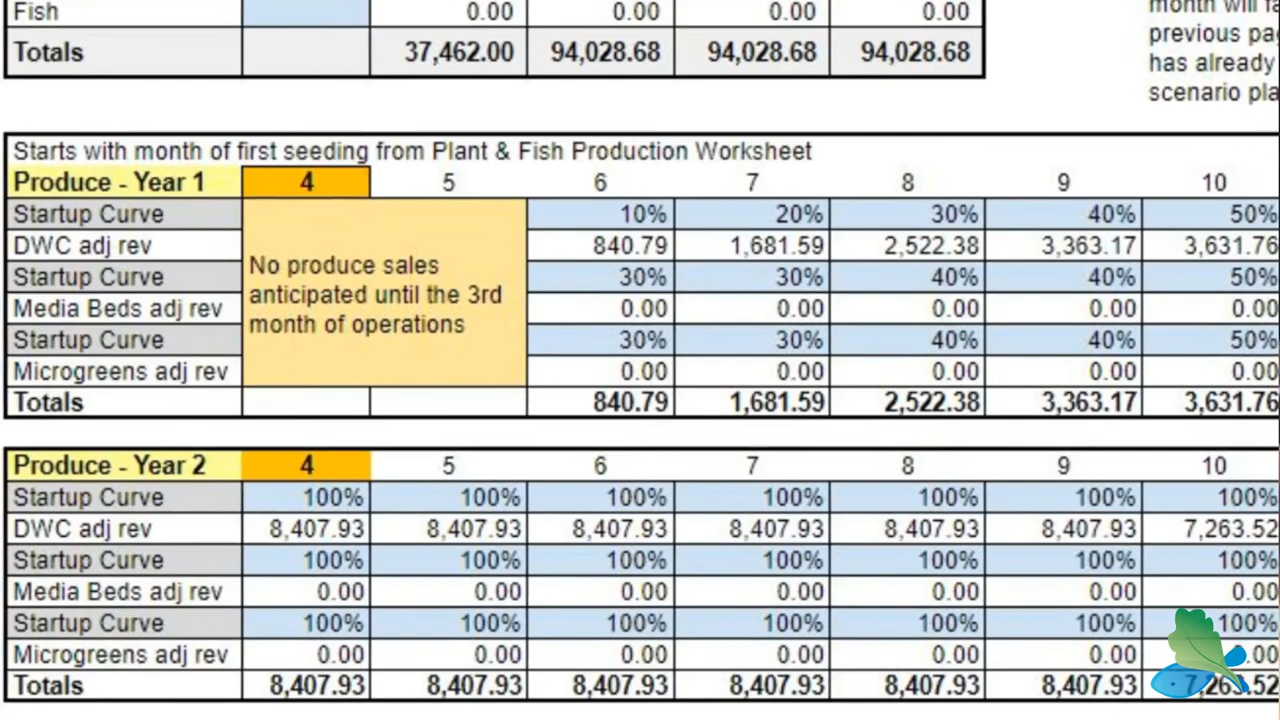 Fish 0.00 0.00 0.00 0.00
Totals 37,462.00 94,028.68 94,028.68 94,028.68
month will
previous
has already
scenario
Starts with month of first seeding from Plant & Fish Production Worksheet
Produce - Year 1 4 5 6 7 8 9 10
Startup Curve 10% 20% 30% 40% 50%
DWC adj rev 840.79 1,681.59 2,522.38 3,363.17 3,631.76
Startup Curve 30% 30% 40% 40% 50%
Media Beds adj rev 0.00 0.00 0.00 0.00 0.00
Startup Curve 30% 30% 40% 40% 50%
Microgreens adj rev 0.00 0.00 0.00 0.00 0.00
No produce sales
anticipated until the 3rd
month of operations
Totals 840.79 1,681.59 2,522.38 3,363.17 3,631.76
Produce - Year 2 4 5 6 7 8 9 10
Startup Curve 100% 100% 100% 100% 100% 100% 100%
DWC adj rev 8,407.93 8,407.93 8,407.93 8,407.93 8,407.93 8,407.93 7,263.52
Startup Curve 100% 100% 100% 100% 100% 100% 100%
Media Beds adj rev 0.00 0.00 0.00 0.00 0.00 0.00 0.00
Startup Curve 100% 100% 100% 100% 100% 100% 100%
Microgreens adj rev 0.00 0.00 0.00 0.00 0.00 0.00
Totals 8,407.93 8,407.93 8,407.93 8,407.93 8,407.93 8,407.93 7,263.52